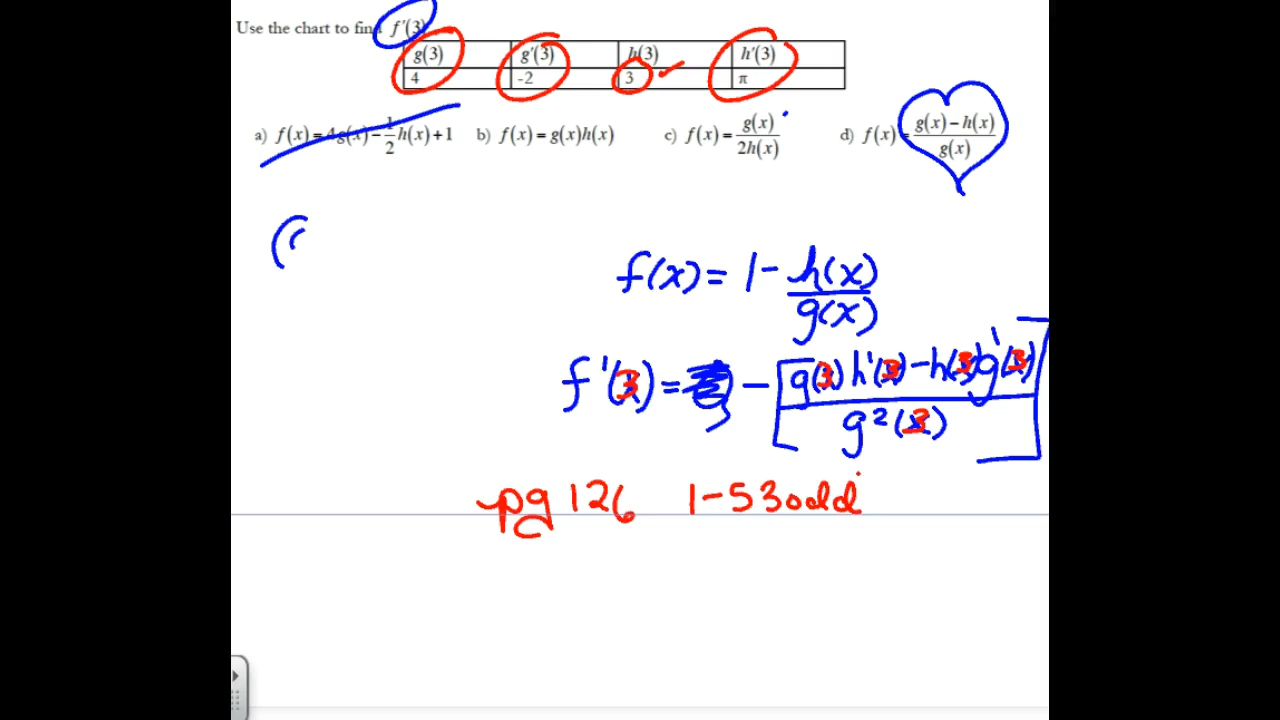 Use the chart to find f′(3)
g(3) g′(3) h(3) h′(3)
4 -2 3 π
a) f(x) = 4g(x) − 1/2 h(x) + 1 b) f(x) = g(x)h(x) c) f(x) = g(x)/2h(x) d) f(x) = g(x) − h(x)/g(x)
f(x) = 1 − h(x)/g(x)
f′(3) = − [g(3) h′(3) − h(3) g′(3)/g²(3)]
pg 126 1-53 odd